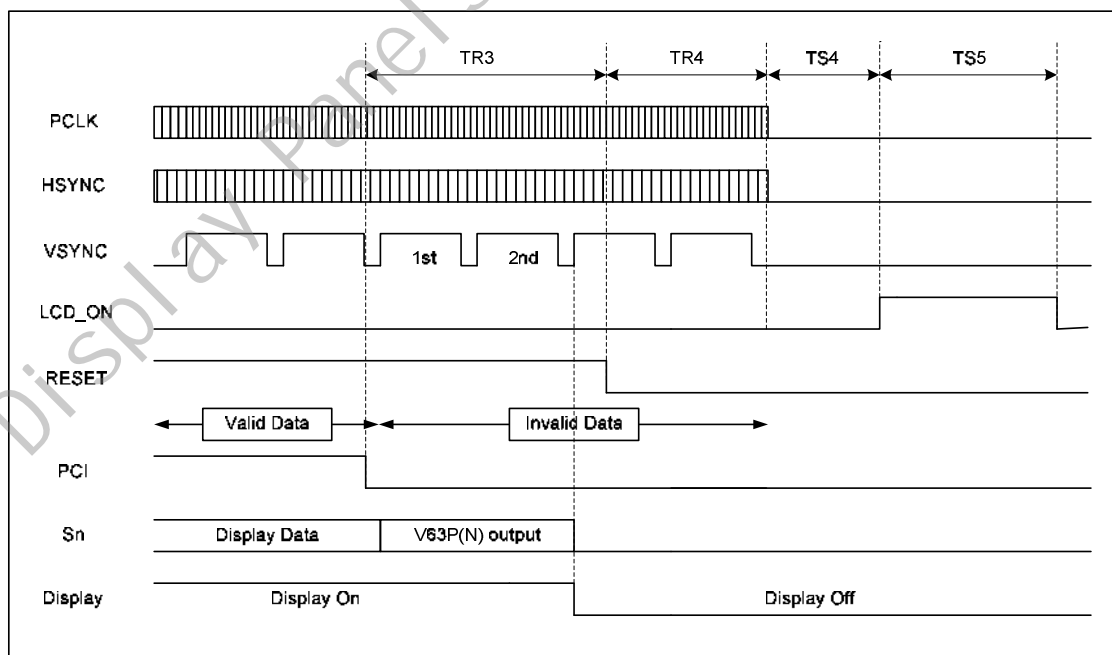 TR3 TR4 TS4 TS5
PCLK
HSYNC
VSYNC 1st 2nd
LCD_ON
RESET
Valid Data Invalid Data
PCI
Sn Display Data V63P(N) output
Display Display On Display Off
Display Panel